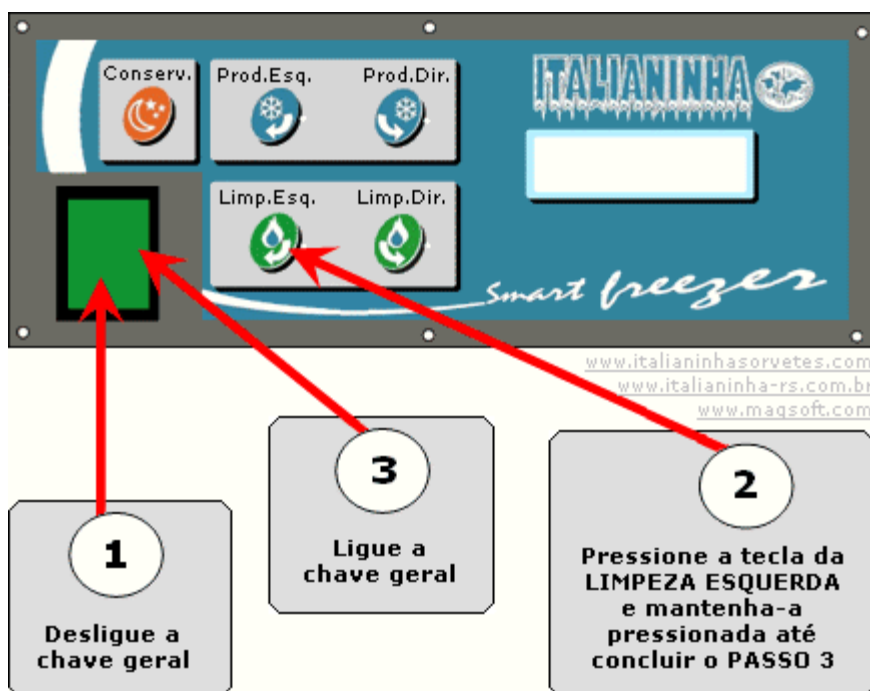 Conserv.
Prod.Esq. Prod.Dir.
ITALIANINHA
Limp.Esq. Limp.Dir.
Smart freezer
www.italianinhasorvetes.com
www.italianinha-rs.com.br
www.maqsoft.com
1
Desligue a
chave geral
3
Ligue a
chave geral
2
Pressione a tecla da
LIMPEZA ESQUERDA
e mantenha-a
pressionada até
concluir o PASSO 3